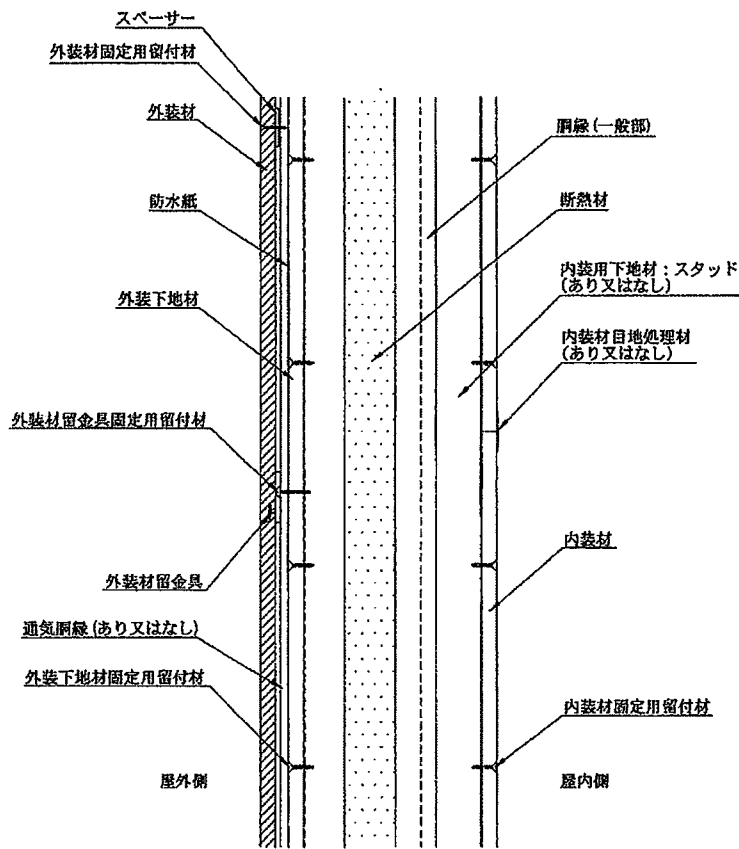 スペーサー
外装材固定用留付材
外装材
防水紙
外装下地材
外装材留金具固定用留付材
外装材留金具
通気胴縁(あり又はなし)
外装下地材固定用留付材
屋外側
胴縁(一般部)
断熱材
内装用下地材:スタッド
(あり又はなし)
内装材目地処理材
(あり又はなし)
内装材
内装材固定用留付材
屋内側